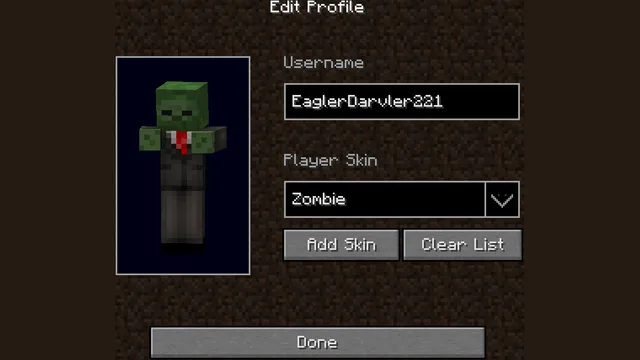 Edit Profile
Username
EaglerDarvler221
Player Skin
Zombie
Add Skin
Clear List
Done